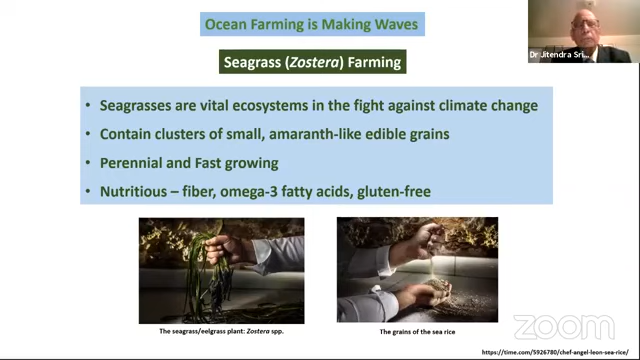 Ocean Farming is Making Waves
Dr Jitendra Sri...
Seagrass (Zostera) Farming
• Seagrasses are vital ecosystems in the fight against climate change
• Contain clusters of small, amaranth-like edible grains
• Perennial and Fast growing
• Nutritious – fiber, omega-3 fatty acids, gluten-free
The seagrass/eelgrass plant: Zostera spp.
The grains of the sea rice
zoom
https://time.com/5926780/chef-angel-leon-sea-rice/